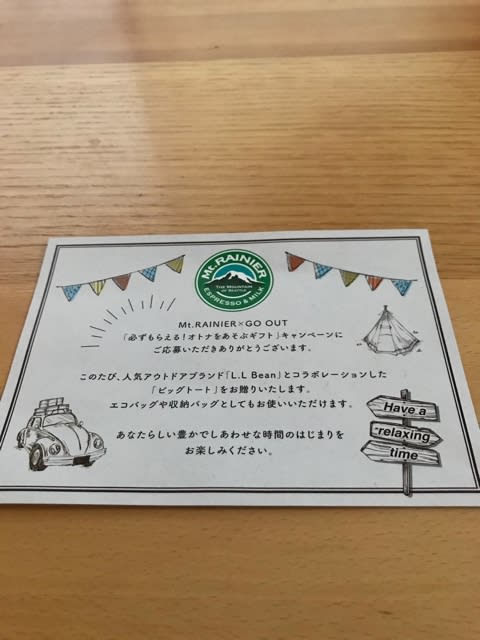 Mt.RAINIER
THE MOUNTAIN
OF SEATTLE
ESPRESSO & MILK
Mt.RAINIER×GO OUT
「必ずもらえる!オトナをあそぶギフト」キャンペーンに
ご応募いただきありがとうございます。
このたび、人気アウトドアブランド「L.L Bean」とコラボレーションした
「ビッグトート」をお贈りいたします。
エコバッグや収納バッグとしてもお使いいただけます。
あなたらしい豊かでしあわせな時間のはじまりを
お楽しみください。
Have a
relaxing
time